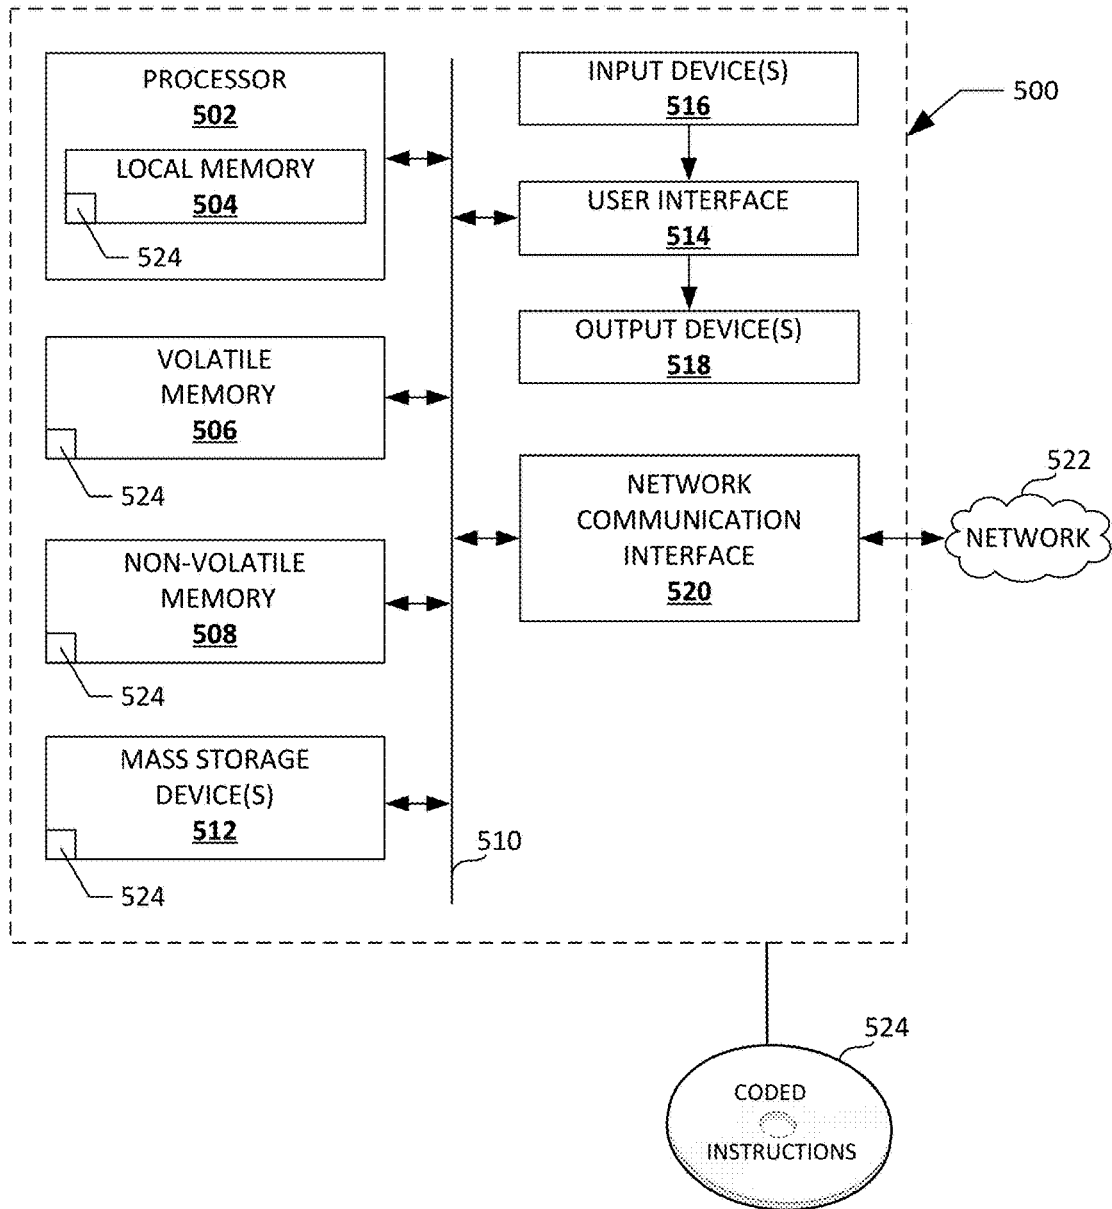 PROCESSOR
502
LOCAL MEMORY
504
524
VOLATILE
MEMORY
506
524
NON-VOLATILE
MEMORY
508
524
MASS STORAGE
DEVICE(S)
512
524
510
INPUT DEVICE(S)
516
USER INTERFACE
514
OUTPUT DEVICE(S)
518
NETWORK
COMMUNICATION
INTERFACE
520
500
522
NETWORK
524
CODED
INSTRUCTIONS